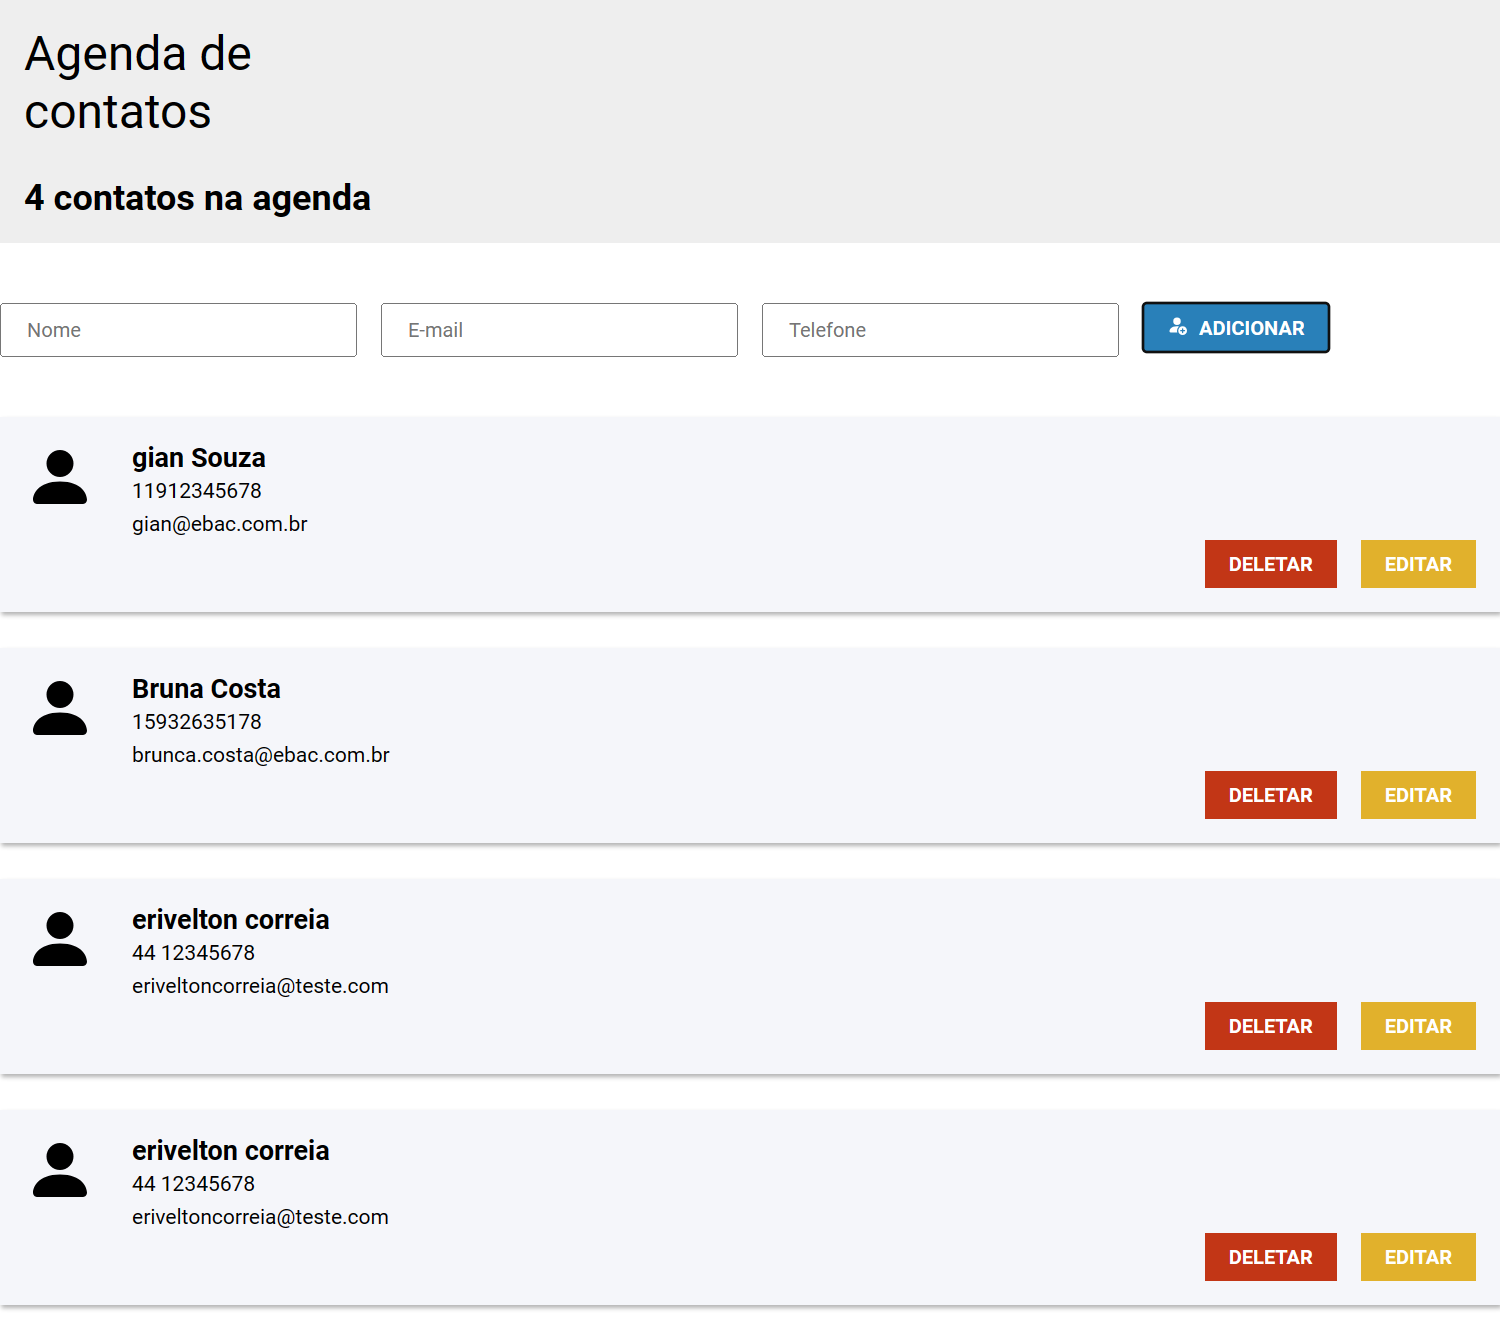 Agenda de
contatos
4 contatos na agenda
Nome E-mail Telefone ADICIONAR
gian Souza
11912345678
gian@ebac.com.br
DELETAR EDITAR
Bruna Costa
15932635178
brunca.costa@ebac.com.br
DELETAR EDITAR
erivelton correia
44 12345678
eriveltoncorreia@teste.com
DELETAR EDITAR
erivelton correia
44 12345678
eriveltoncorreia@teste.com
DELETAR EDITAR